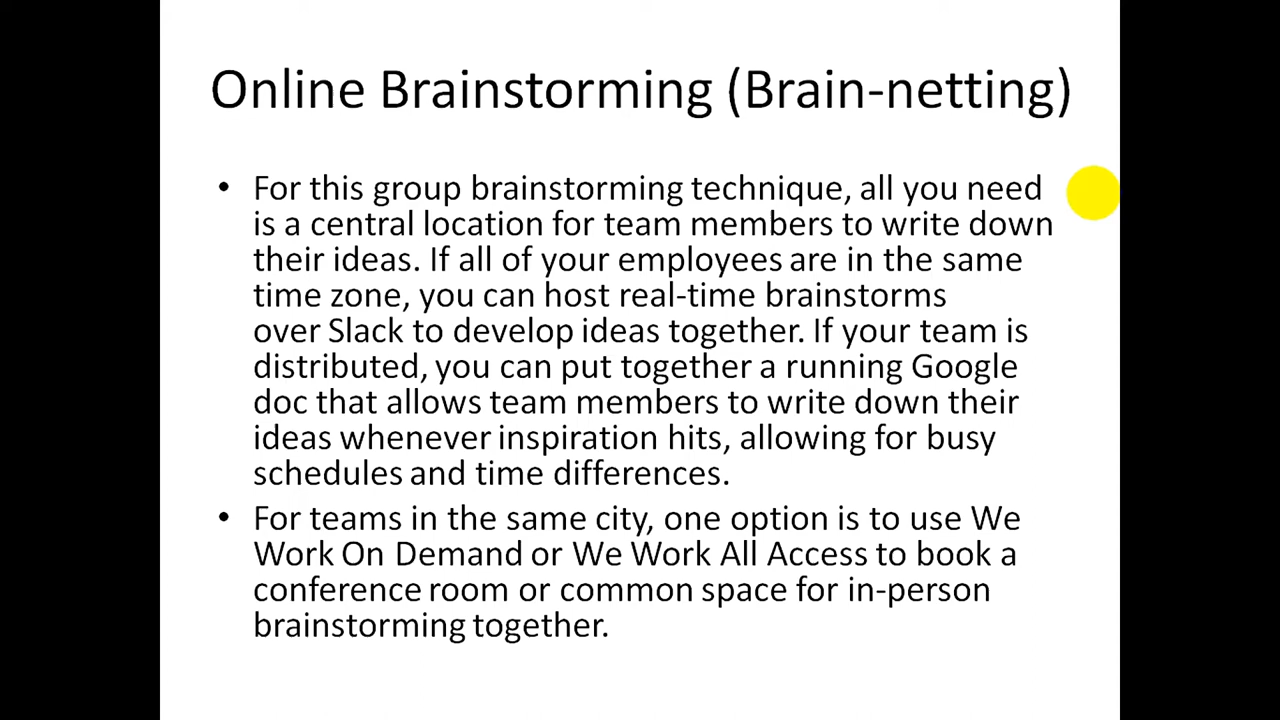 Online Brainstorming (Brain-netting)
• For this group brainstorming technique, all you need
is a central location for team members to write down
their ideas. If all of your employees are in the same
time zone, you can host real-time brainstorms
over Slack to develop ideas together. If your team is
distributed, you can put together a running Google
doc that allows team members to write down their
ideas whenever inspiration hits, allowing for busy
schedules and time differences.
• For teams in the same city, one option is to use We
Work On Demand or We Work All Access to book a
conference room or common space for in-person
brainstorming together.